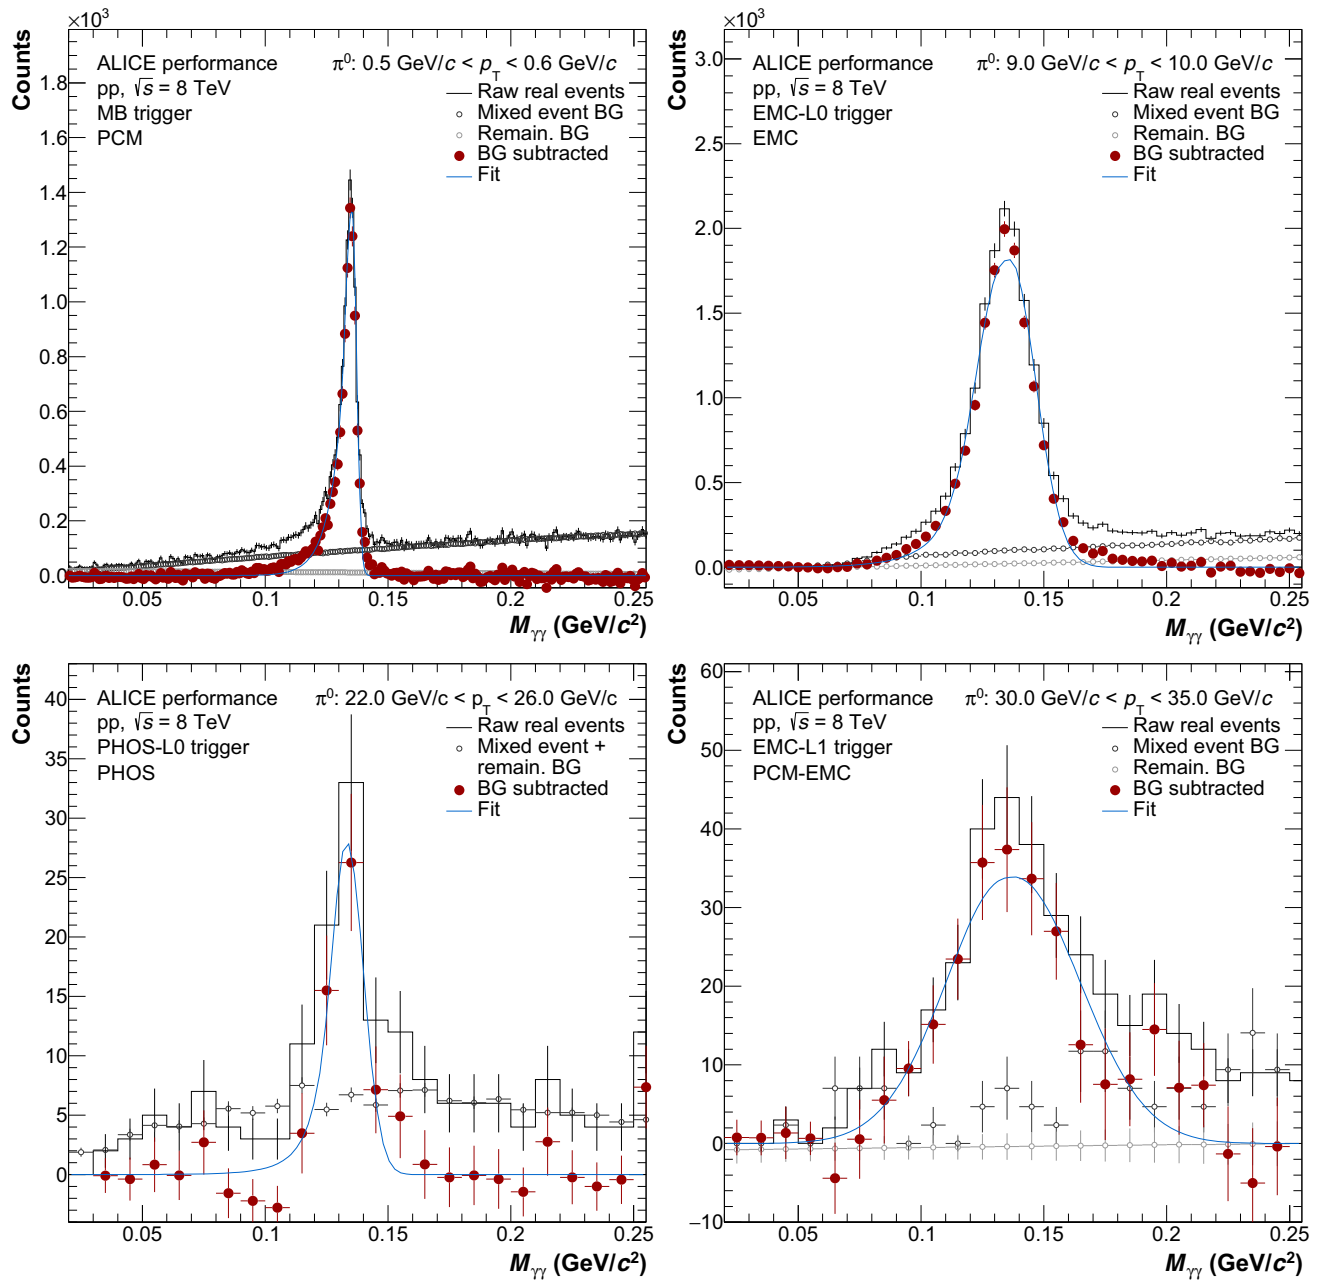 ×10³
Counts
ALICE performance
π⁰: 0.5 GeV/c < p_T < 0.6 GeV/c
pp, √s = 8 TeV
MB trigger
PCM
Raw real events
Mixed event BG
Remain. BG
BG subtracted
Fit
1.8
1.6
1.4
1.2
1.0
0.8
0.6
0.4
0.2
0.0
0.05
0.1
0.15
0.2
0.25
M_γγ (GeV/c²)
×10³
Counts
ALICE performance
π⁰: 9.0 GeV/c < p_T < 10.0 GeV/c
pp, √s = 8 TeV
EMC-L0 trigger
EMC
Raw real events
Mixed event BG
Remain. BG
BG subtracted
Fit
3.0
2.5
2.0
1.5
1.0
0.5
0.0
0.05
0.1
0.15
0.2
0.25
M_γγ (GeV/c²)
Counts
ALICE performance
π⁰: 22.0 GeV/c < p_T < 26.0 GeV/c
pp, √s = 8 TeV
PHOS-L0 trigger
PHOS
Raw real events
Mixed event +
remain. BG
BG subtracted
Fit
40
35
30
25
20
15
10
5
0
0.05
0.1
0.15
0.2
0.25
M_γγ (GeV/c²)
Counts
ALICE performance
π⁰: 30.0 GeV/c < p_T < 35.0 GeV/c
pp, √s = 8 TeV
EMC-L1 trigger
PCM-EMC
Raw real events
Mixed event BG
Remain. BG
BG subtracted
Fit
60
50
40
30
20
10
0
−10
0.05
0.1
0.15
0.2
0.25
M_γγ (GeV/c²)